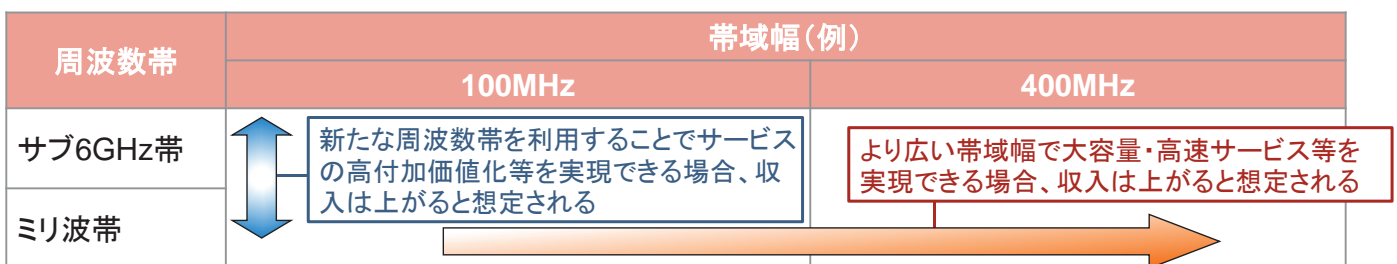 周波数帯
帯域幅(例)
100MHz
400MHz
サブ6GHz帯
新たな周波数帯を利用することでサービス
の高付加価値化等を実現できる場合、収
入は上がると想定される
より広い帯域幅で大容量・高速サービス等を
実現できる場合、収入は上がると想定される
ミリ波帯